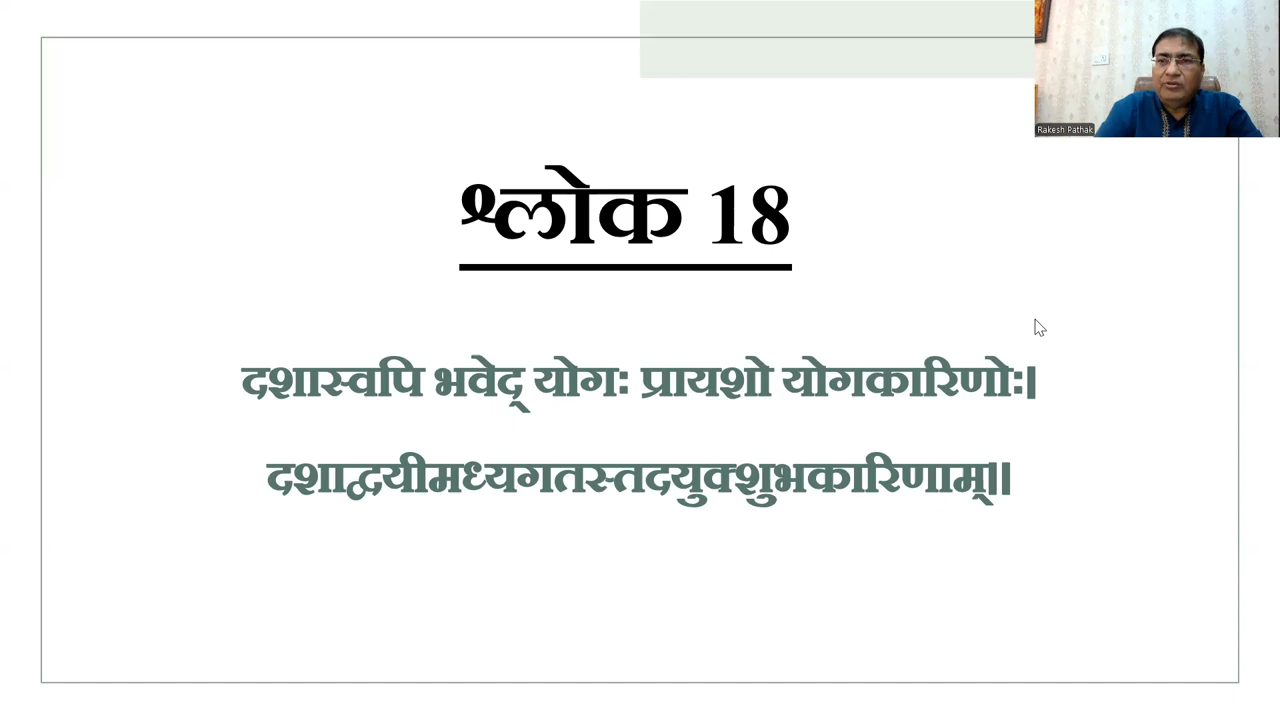 Rakesh Pathak
श्लोक 18
दशास्वपि भवेद् योगः प्रायशो योगकारिणोः।
दशाद्वयीमध्यगतस्तदयुक्शुभकारिणाम्॥